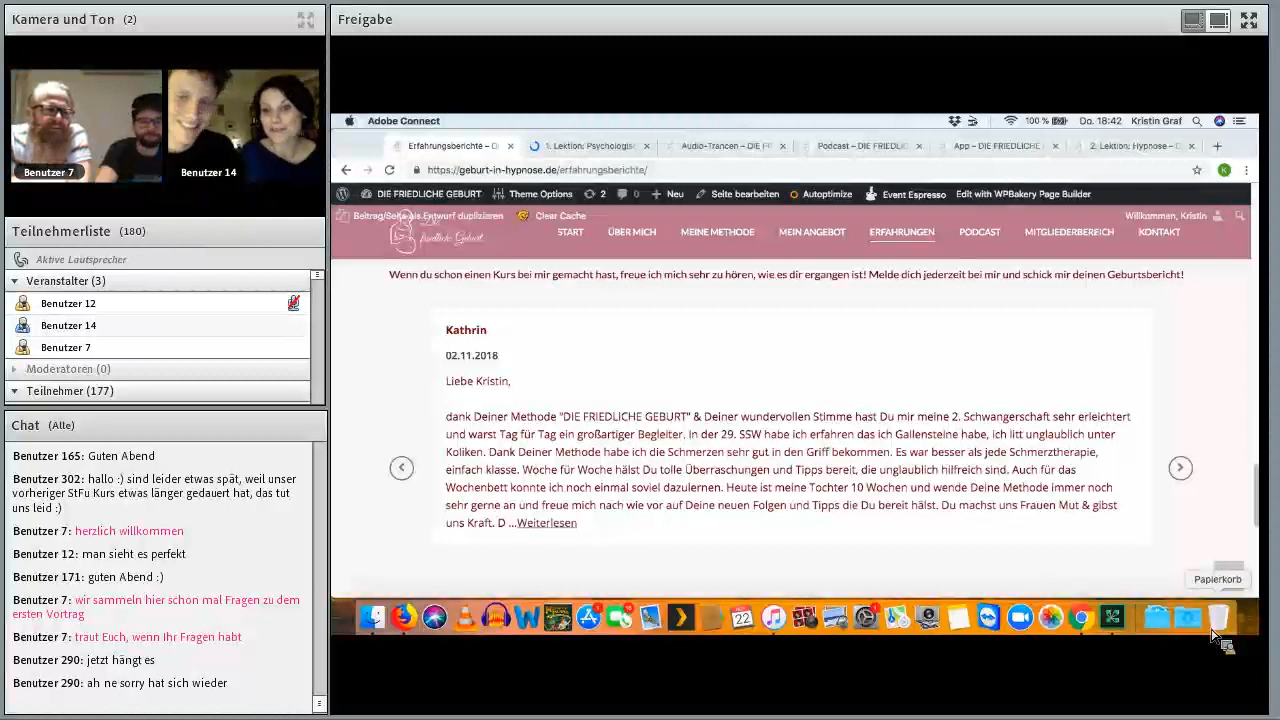 Kamera und Ton (2)
Benutzer 7
Benutzer 14
Teilnehmerliste (180)
Aktive Lautsprecher
Veranstalter (3)
Benutzer 12
Benutzer 14
Benutzer 7
Moderatoren (0)
Teilnehmer (177)
Chat (Alle)
Benutzer 165: Guten Abend
Benutzer 302: hallo :) sind leider etwas spät, weil unser
vorheriger StFu Kurs etwas länger gedauert hat, das tut
uns leid ;)
Benutzer 7: herzlich willkommen
Benutzer 12: man sieht es perfekt
Benutzer 171: guten Abend :)
Benutzer 7: wir sammeln hier schon mal Fragen zu dem
ersten Vortrag
Benutzer 7: traut Euch, wenn Ihr Fragen habt
Benutzer 290: jetzt hängt es
Benutzer 290: ah ne sorry hat sich wieder
Freigabe
Adobe Connect
100 %
Do. 18:42
Kristin Graf
Erfahrungsberichte – D
1. Lektion: Psychologis
Audio-Trancen – DIE FR
Podcast – DIE FRIEDLIC
App – DIE FRIEDLICHE
2. Lektion: Hypnose – D
https://geburt-in-hypnose.de/erfahrungsberichte/
K
DIE FRIEDLICHE GEBURT
Theme Options
2
0
+ Neu
Seite bearbeiten
Autoptimize
Event Espresso
Edit with WPBakery Page Builder
Beitrag/Seite als Entwurf duplizieren
Clear Cache
Willkommen, Kristin
Die
friedliche Geburt
START
ÜBER MICH
MEINE METHODE
MEIN ANGEBOT
ERFAHRUNGEN
PODCAST
MITGLIEDERBEREICH
KONTAKT
Wenn du schon einen Kurs bei mir gemacht hast, freue ich mich sehr zu hören, wie es dir ergangen ist! Melde dich jederzeit bei mir und schick mir deinen Geburtsbericht!
Kathrin
02.11.2018
Liebe Kristin,
dank Deiner Methode "DIE FRIEDLICHE GEBURT" & Deiner wundervollen Stimme hast Du mir meine 2. Schwangerschaft sehr erleichtert
und warst Tag für Tag ein großartiger Begleiter. In der 29. SSW habe ich erfahren das ich Gallensteine habe, ich litt unglaublich unter
Koliken. Dank Deiner Methode habe ich die Schmerzen sehr gut in den Griff bekommen. Es war besser als jede Schmerztherapie,
einfach klasse. Woche für Woche hälst Du tolle Überraschungen und Tipps bereit, die unglaublich hilfreich sind. Auch für das
Wochenbett konnte ich noch einmal soviel dazulernen. Heute ist meine Tochter 10 Wochen und wende Deine Methode immer noch
sehr gerne an und freue mich nach wie vor auf Deine neuen Folgen und Tipps die Du bereit hälst. Du machst uns Frauen Mut & gibst
uns Kraft. D ...Weiterlesen
Papierkorb
22